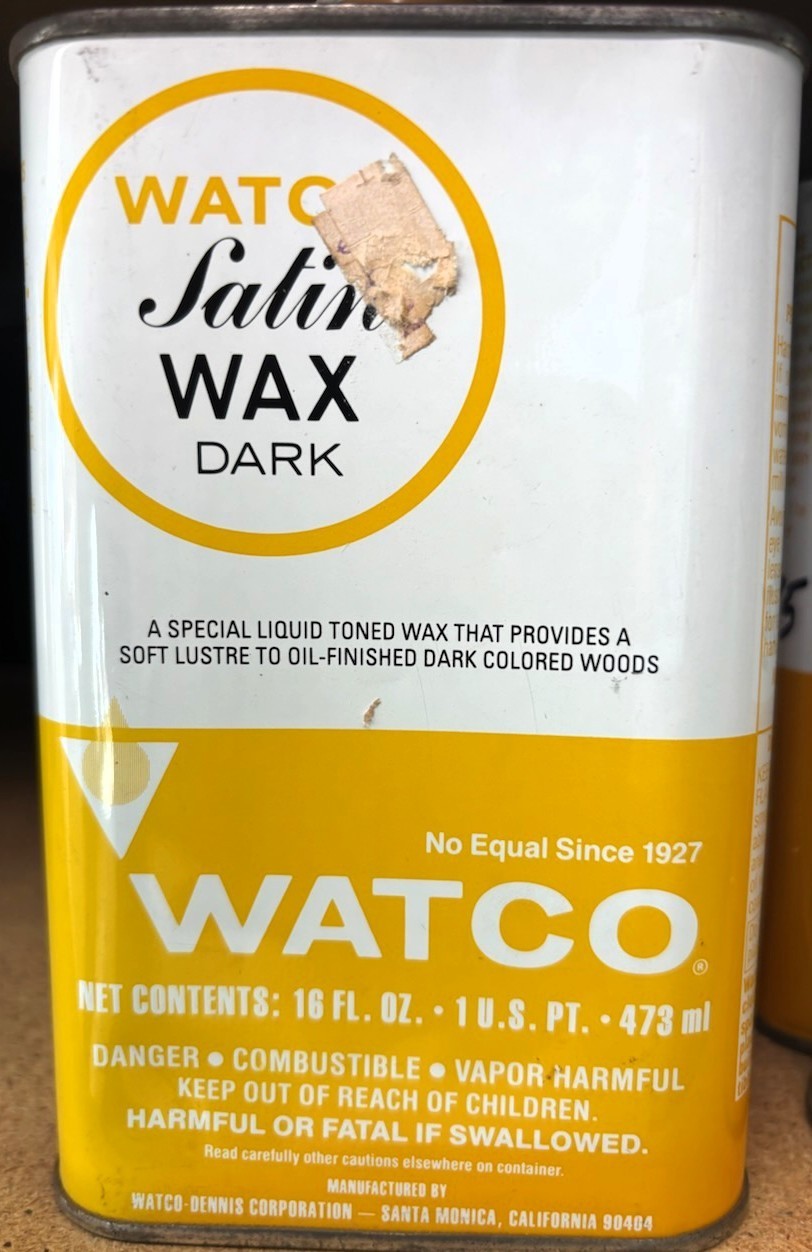 WATC
Satin
WAX
DARK
A SPECIAL LIQUID TONED WAX THAT PROVIDES A
SOFT LUSTRE TO OIL-FINISHED DARK COLORED WOODS
No Equal Since 1927
WATCO®
NET CONTENTS: 16 FL. OZ. • 1 U.S. PT. • 473 ml
DANGER ● COMBUSTIBLE ● VAPOR HARMFUL
KEEP OUT OF REACH OF CHILDREN.
HARMFUL OR FATAL IF SWALLOWED.
Read carefully other cautions elsewhere on container.
MANUFACTURED BY
WATCO-DENNIS CORPORATION — SANTA MONICA, CALIFORNIA 90404